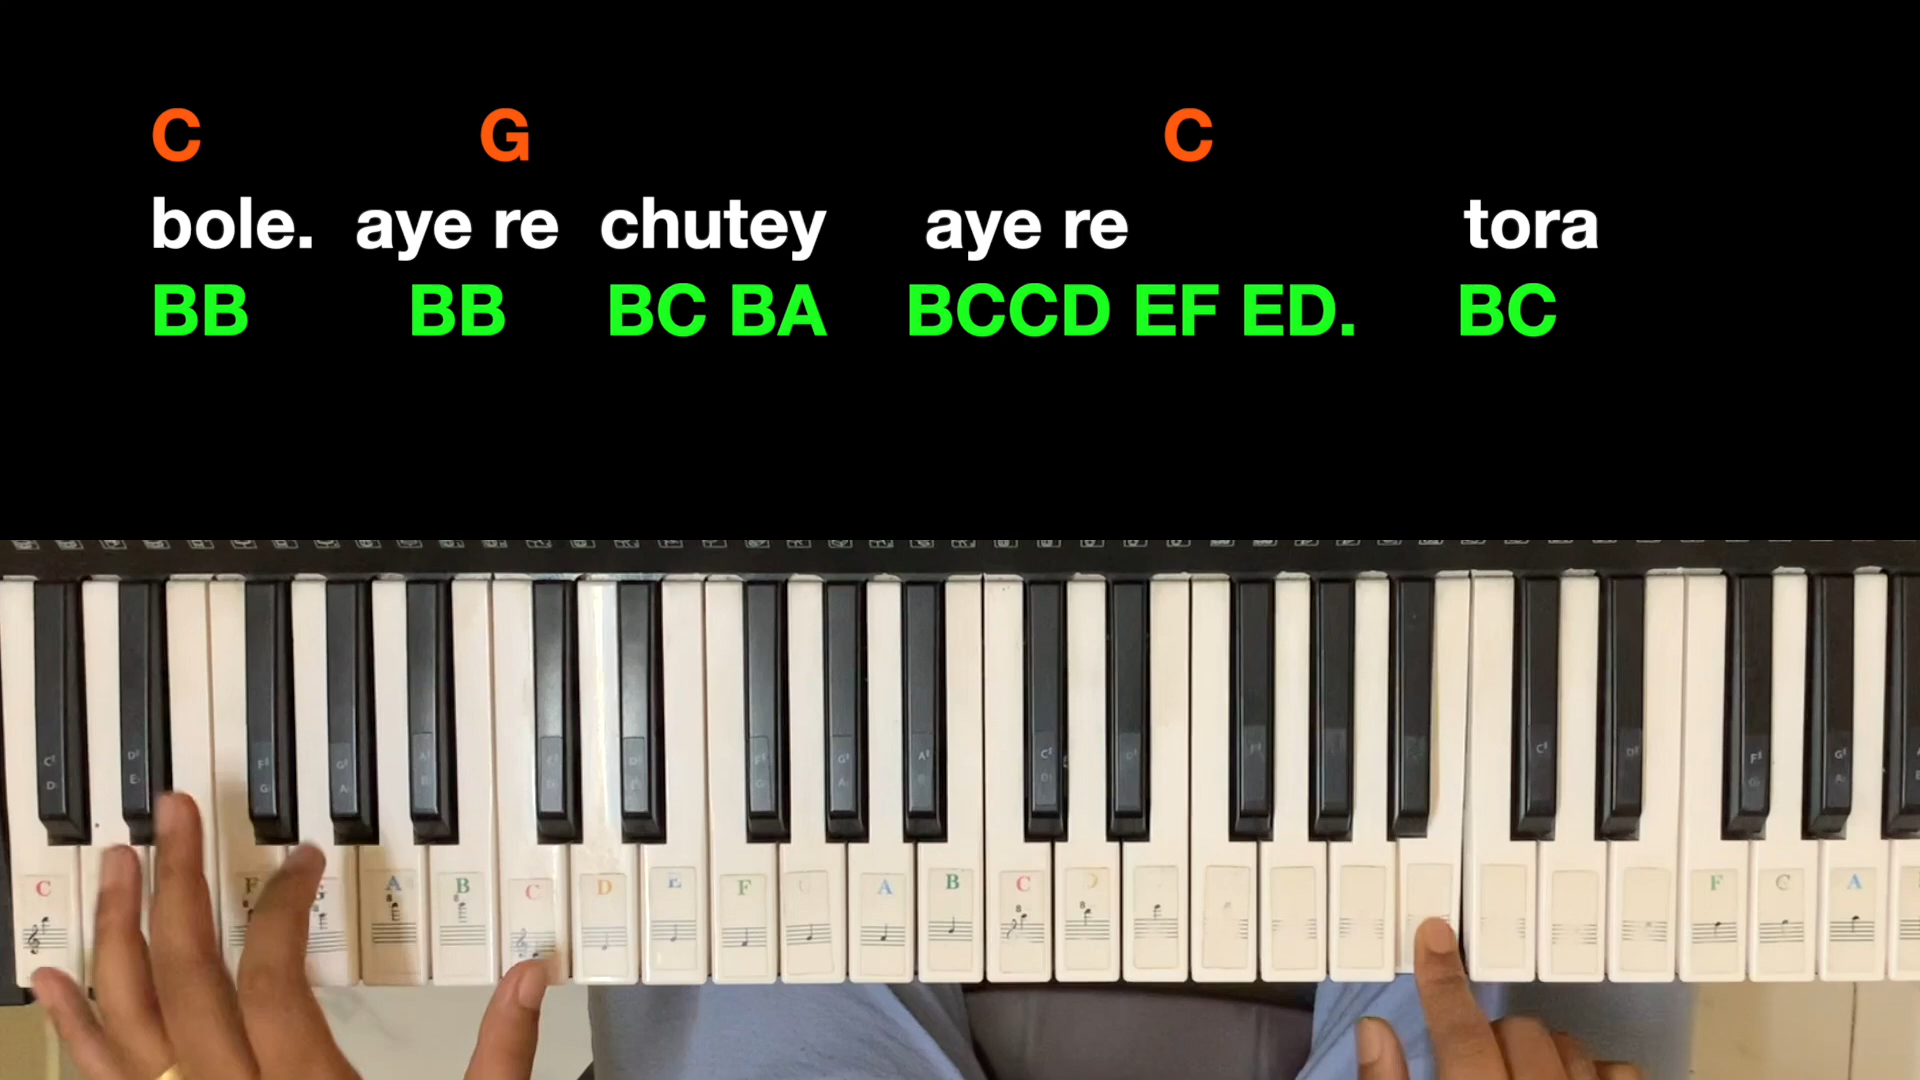 C G C
bole. aye re chutey aye re tora
BB BB BC BA BCCD EF ED. BC
C♯ D♯ F♯ G♯ A♯ C♯ D♯ F♯ G♯ A♯ C♯ C♯ D♯ F♯ G♯
C F G A B C D E F A B C D F G A